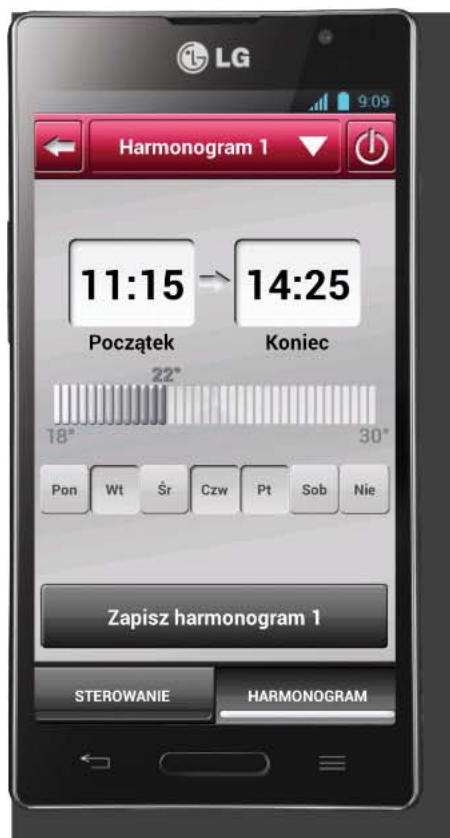 LG
9:09
Harmonogram 1
11:15
14:25
Początek
Koniec
22°
18°
30°
Pon Wt Śr Czw Pt Sob Nie
Zapisz harmonogram 1
STEROWANIE
HARMONOGRAM